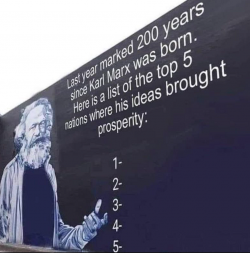 Last year marked 200 years
since Karl Marx was born.
Here is a list of the top 5
nations where his ideas brought
prosperity:
1-
2-
3-
4-
5-